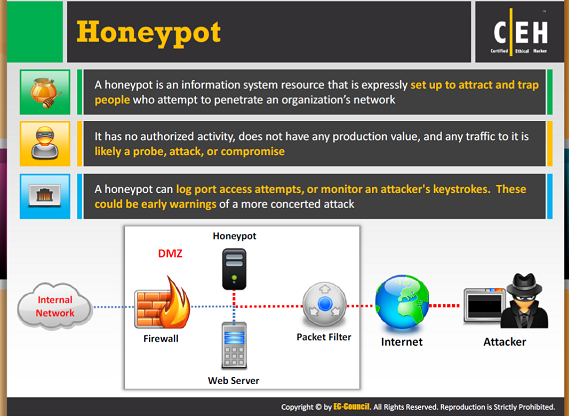 Honeypot
C|EH
Certified Ethical Hacker
A honeypot is an information system resource that is expressly set up to attract and trap
people who attempt to penetrate an organization's network
It has no authorized activity, does not have any production value, and any traffic to it is
likely a probe, attack, or compromise
A honeypot can log port access attempts, or monitor an attacker's keystrokes. These
could be early warnings of a more concerted attack
Honeypot
DMZ
Internal
Network
Firewall
Packet Filter
Internet
Attacker
Web Server
Copyright © by EC-Council. All Rights Reserved. Reproduction is Strictly Prohibited.